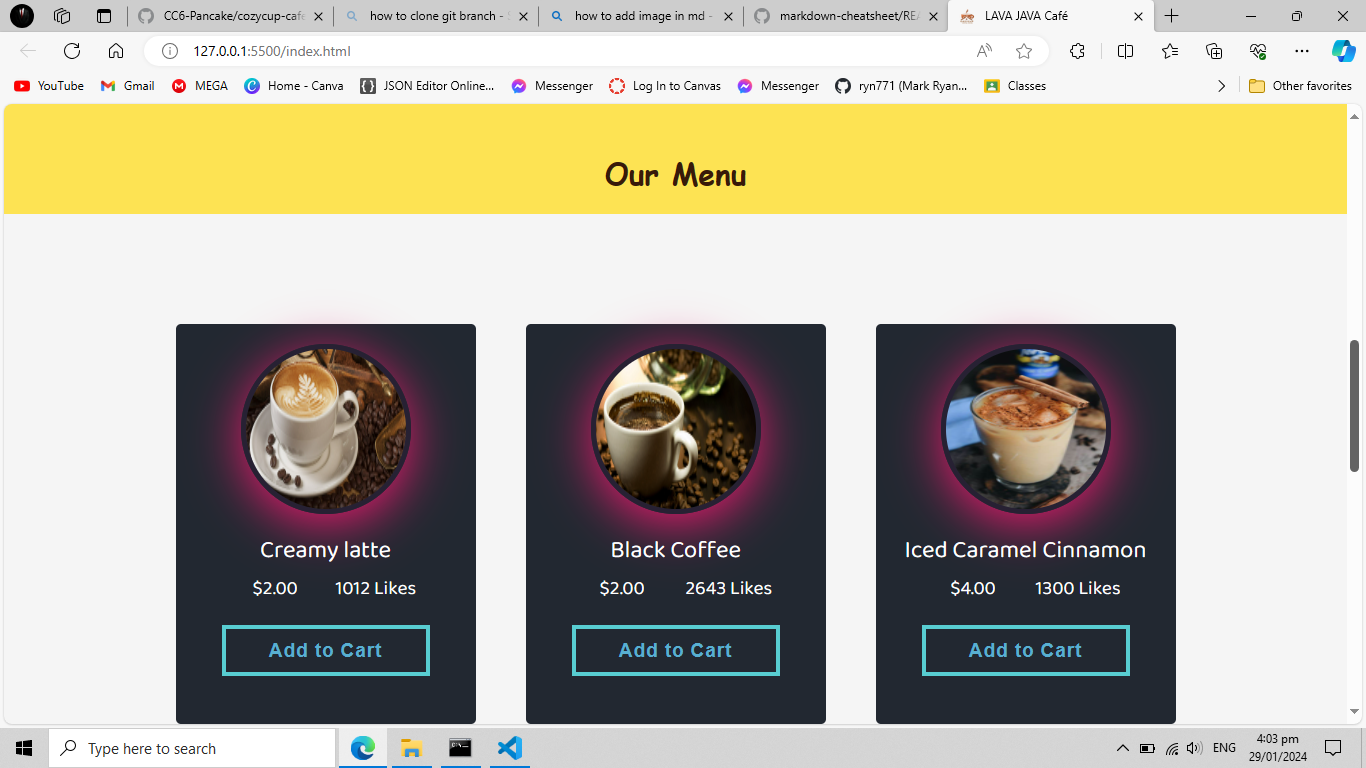 CC6-Pancake/cozycup-cafe
how to clone git branch - S
how to add image in md -
markdown-cheatsheet/REA
LAVA JAVA Café
127.0.0.1:5500/index.html
YouTube Gmail MEGA Home - Canva JSON Editor Online... Messenger Log In to Canvas Messenger ryn771 (Mark Ryan... Classes Other favorites
Our Menu
Creamy latte
$2.00 1012 Likes
Add to Cart
Black Coffee
$2.00 2643 Likes
Add to Cart
Iced Caramel Cinnamon
$4.00 1300 Likes
Add to Cart
Type here to search
ENG
4:03 pm
29/01/2024